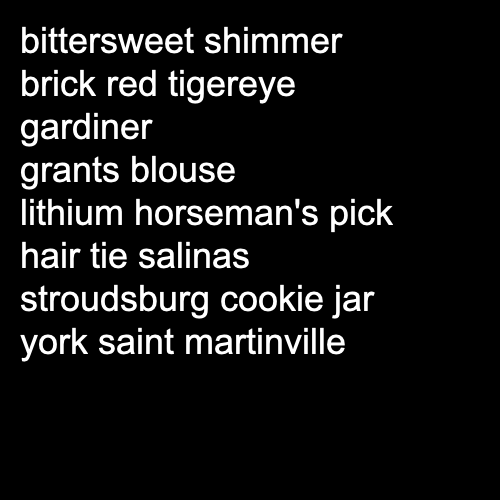 bittersweet shimmer
brick red tigereye
gardiner
grants blouse
lithium horseman's pick
hair tie salinas
stroudsburg cookie jar
york saint martinville